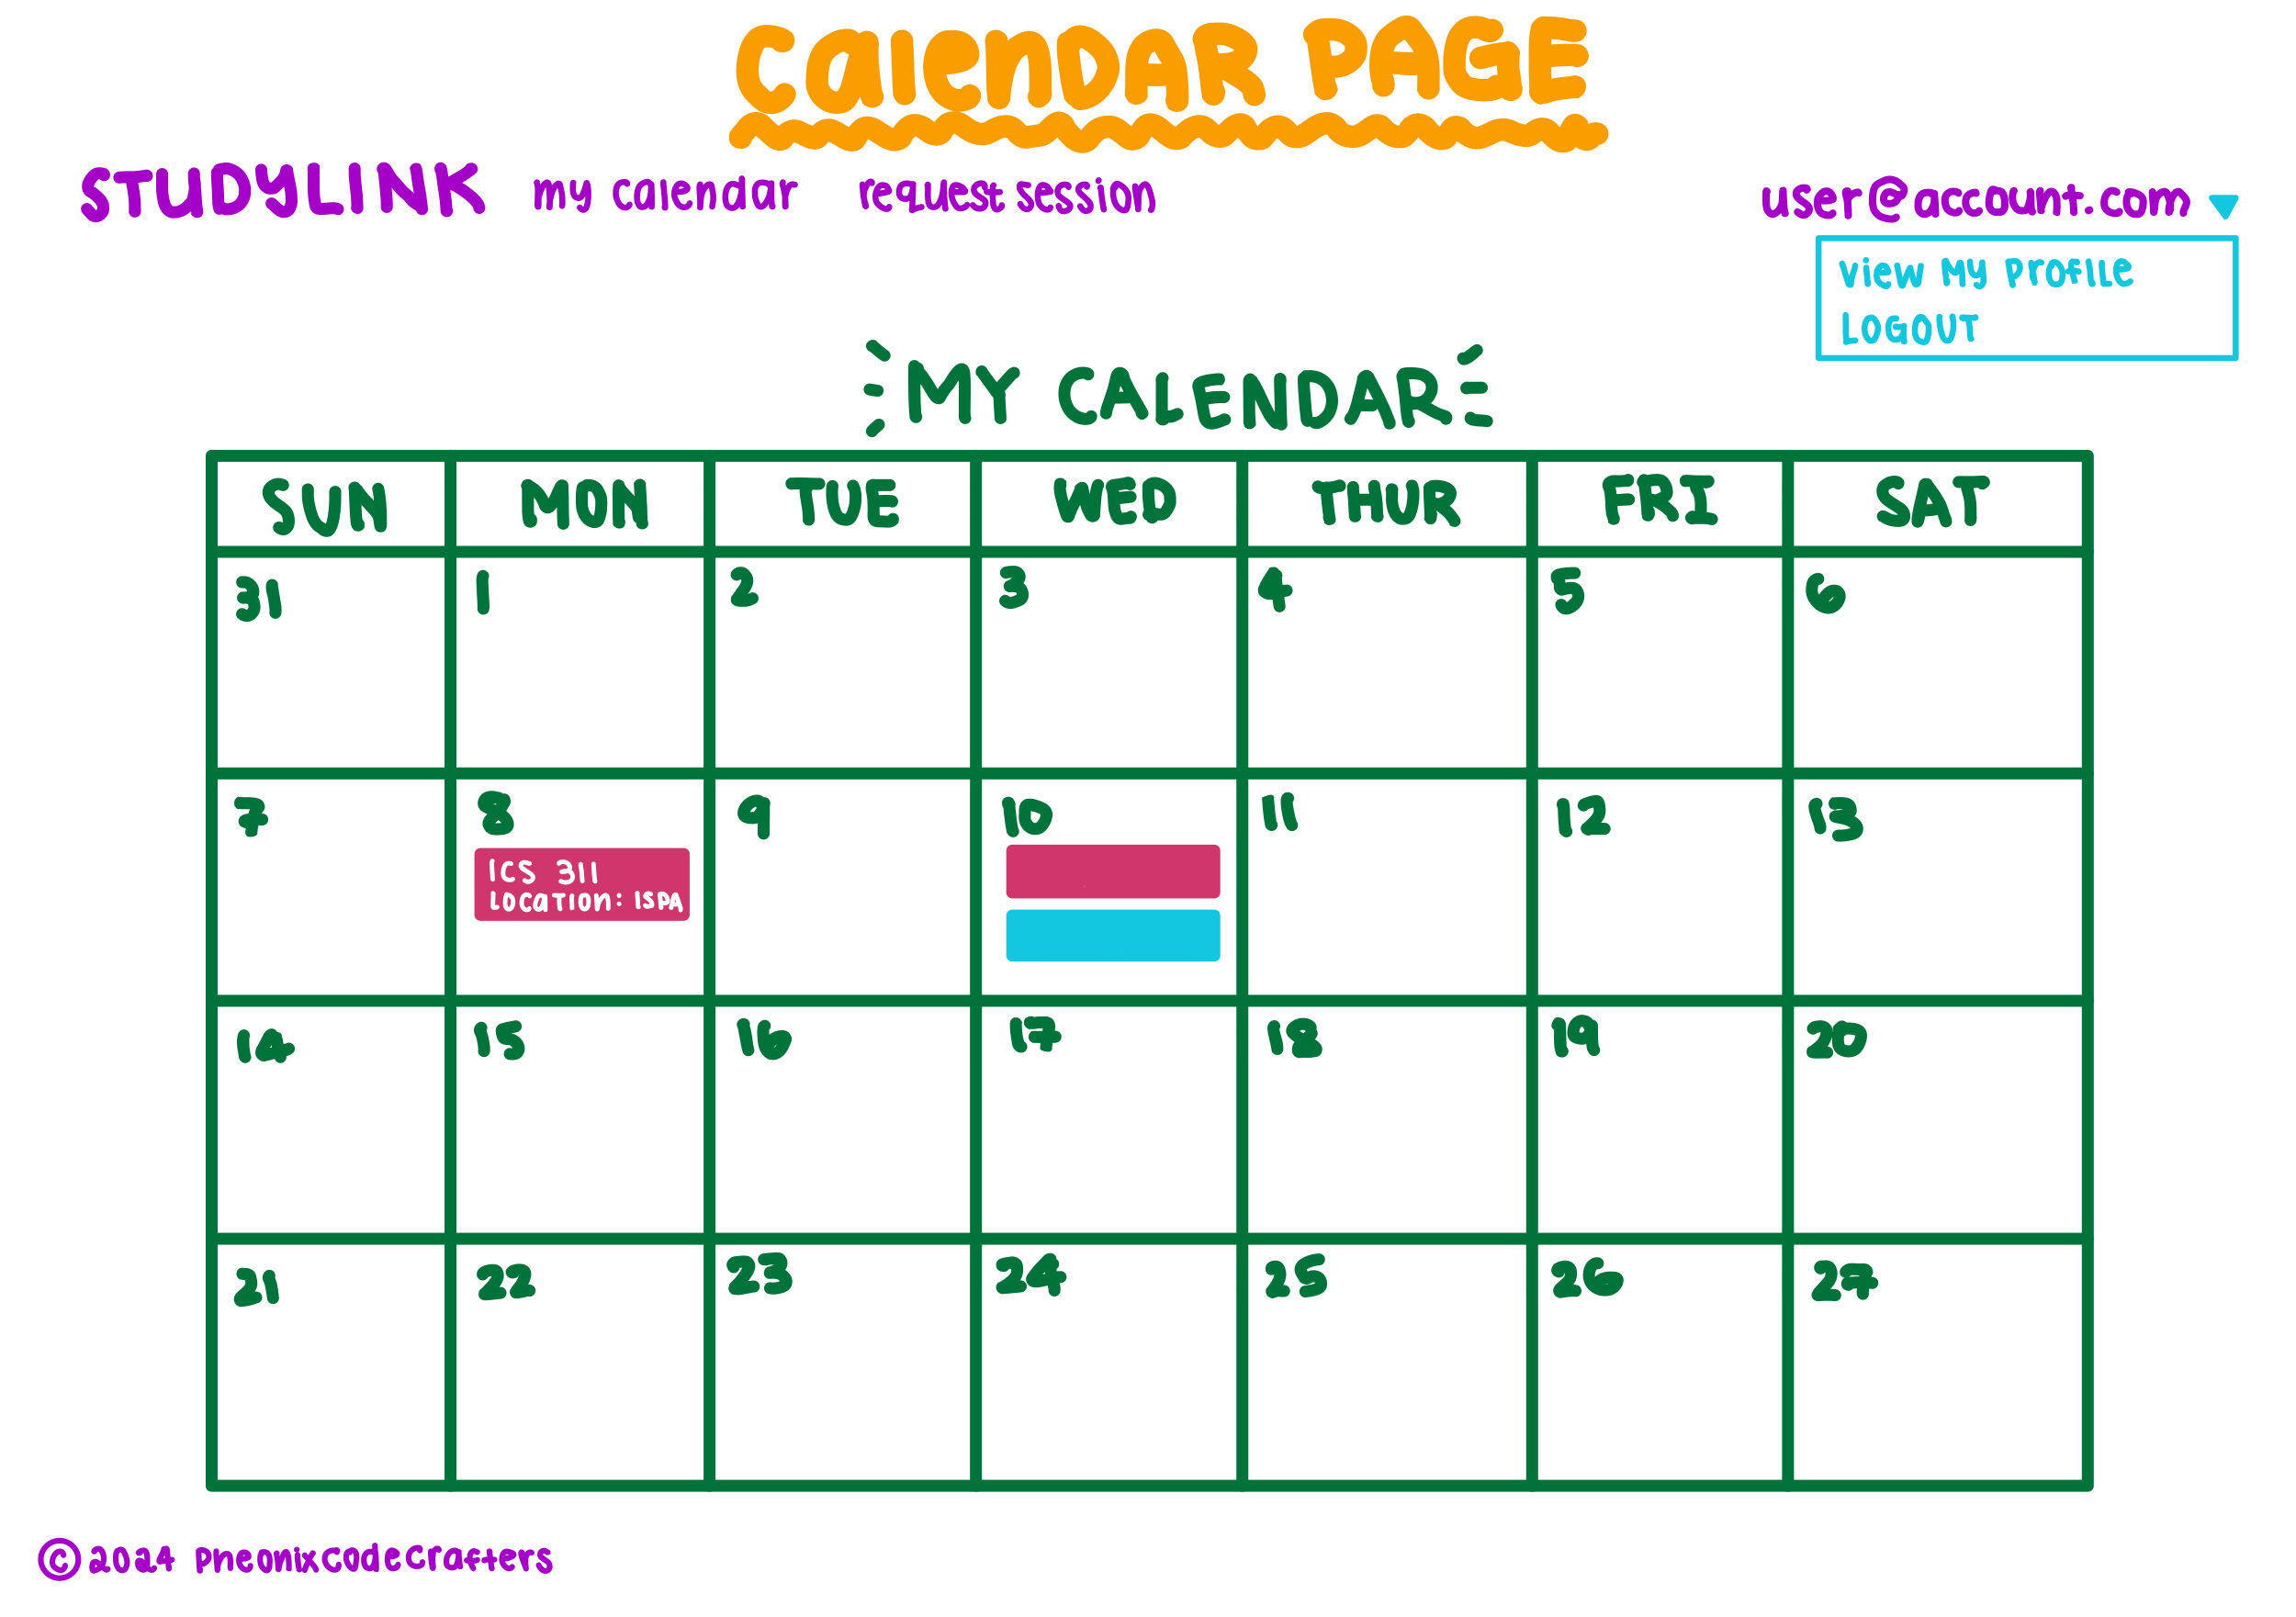 Calendar Page
STUDYLINK my calendar request session user@account.com
View My Profile
Logout
MY CALENDAR
SUN MON TUE WED THUR FRI SAT
31 1 2 3 4 5 6
7 8 9 10 11 12 13
ICS 311
Location: ISPA
14 15 16 17 18 19 20
21 22 23 24 25 26 27
© 2024 Pheonixcodecrafters